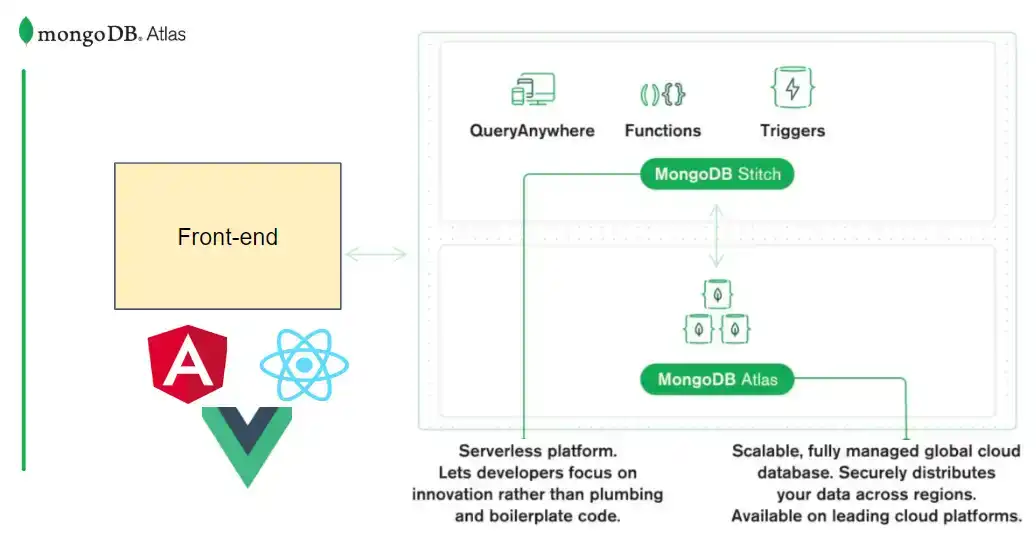 mongoDB® Atlas
QueryAnywhere
Functions
Triggers
MongoDB Stitch
Front-end
MongoDB Atlas
Serverless platform.
Lets developers focus on
innovation rather than plumbing
and boilerplate code.
Scalable, fully managed global cloud
database. Securely distributes
your data across regions.
Available on leading cloud platforms.